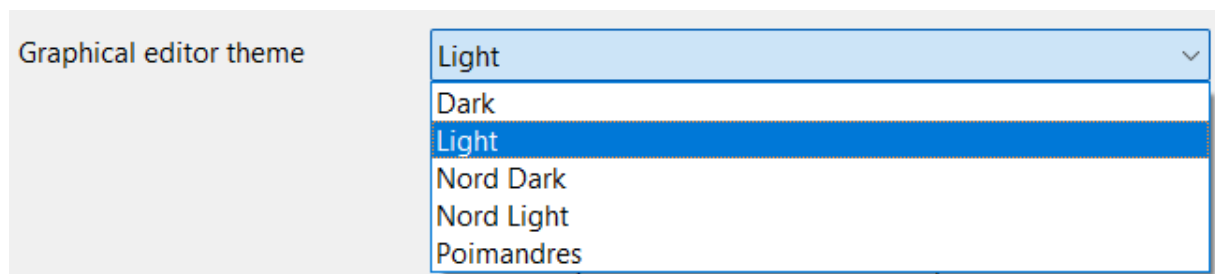 Graphical editor theme Light
Dark
Light
Nord Dark
Nord Light
Poimandres